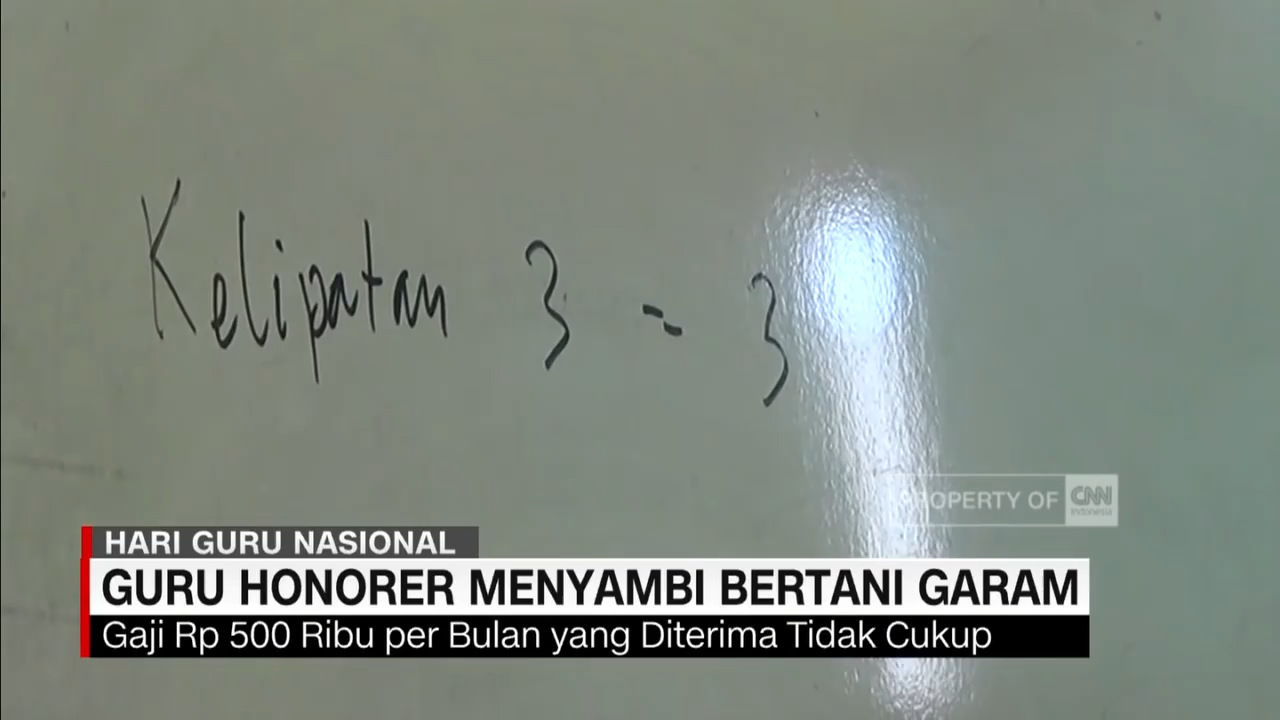 Kelipatan 3 = 3
PROPERTY OF CNN Indonesia
HARI GURU NASIONAL
GURU HONORER MENYAMBI BERTANI GARAM
Gaji Rp 500 Ribu per Bulan yang Diterima Tidak Cukup